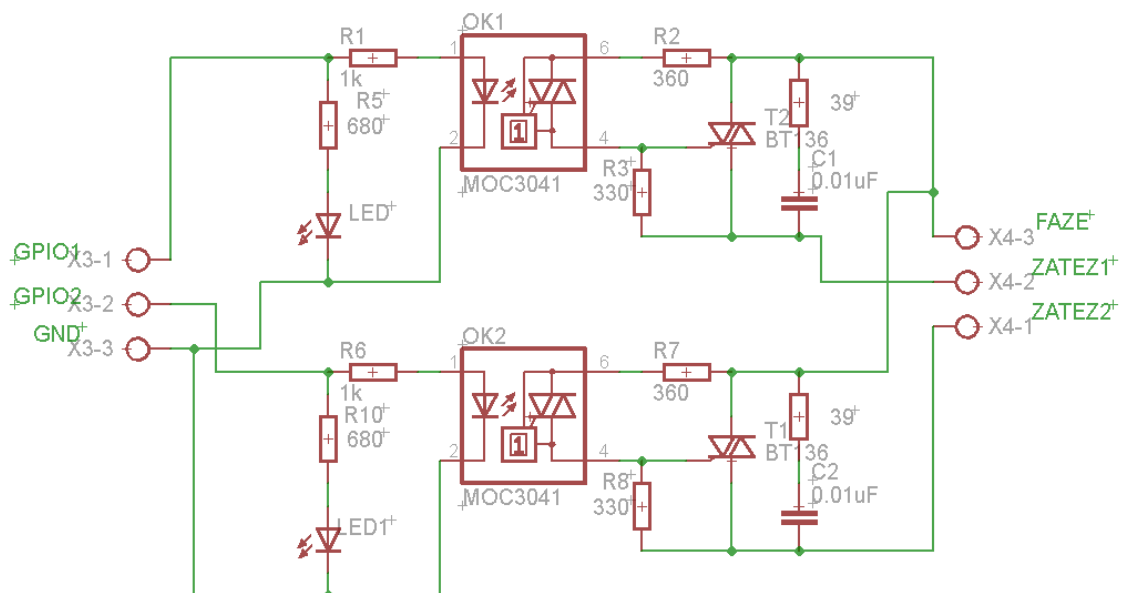 OK1
R1
1
6
R2
1k
360
R5
680
39
T2
BT136
1
2
4
C1
0.01uF
R3
330
MOC3041
LED
FAZE
X4-3
GPIO1
X3-1
ZATEZ1
X4-2
GPIO2
X3-2
ZATEZ2
X4-1
GND
X3-3
OK2
R6
1
6
R7
1k
360
R10
680
39
T1
BT136
1
2
4
C2
0.01uF
R8
330
MOC3041
LED1